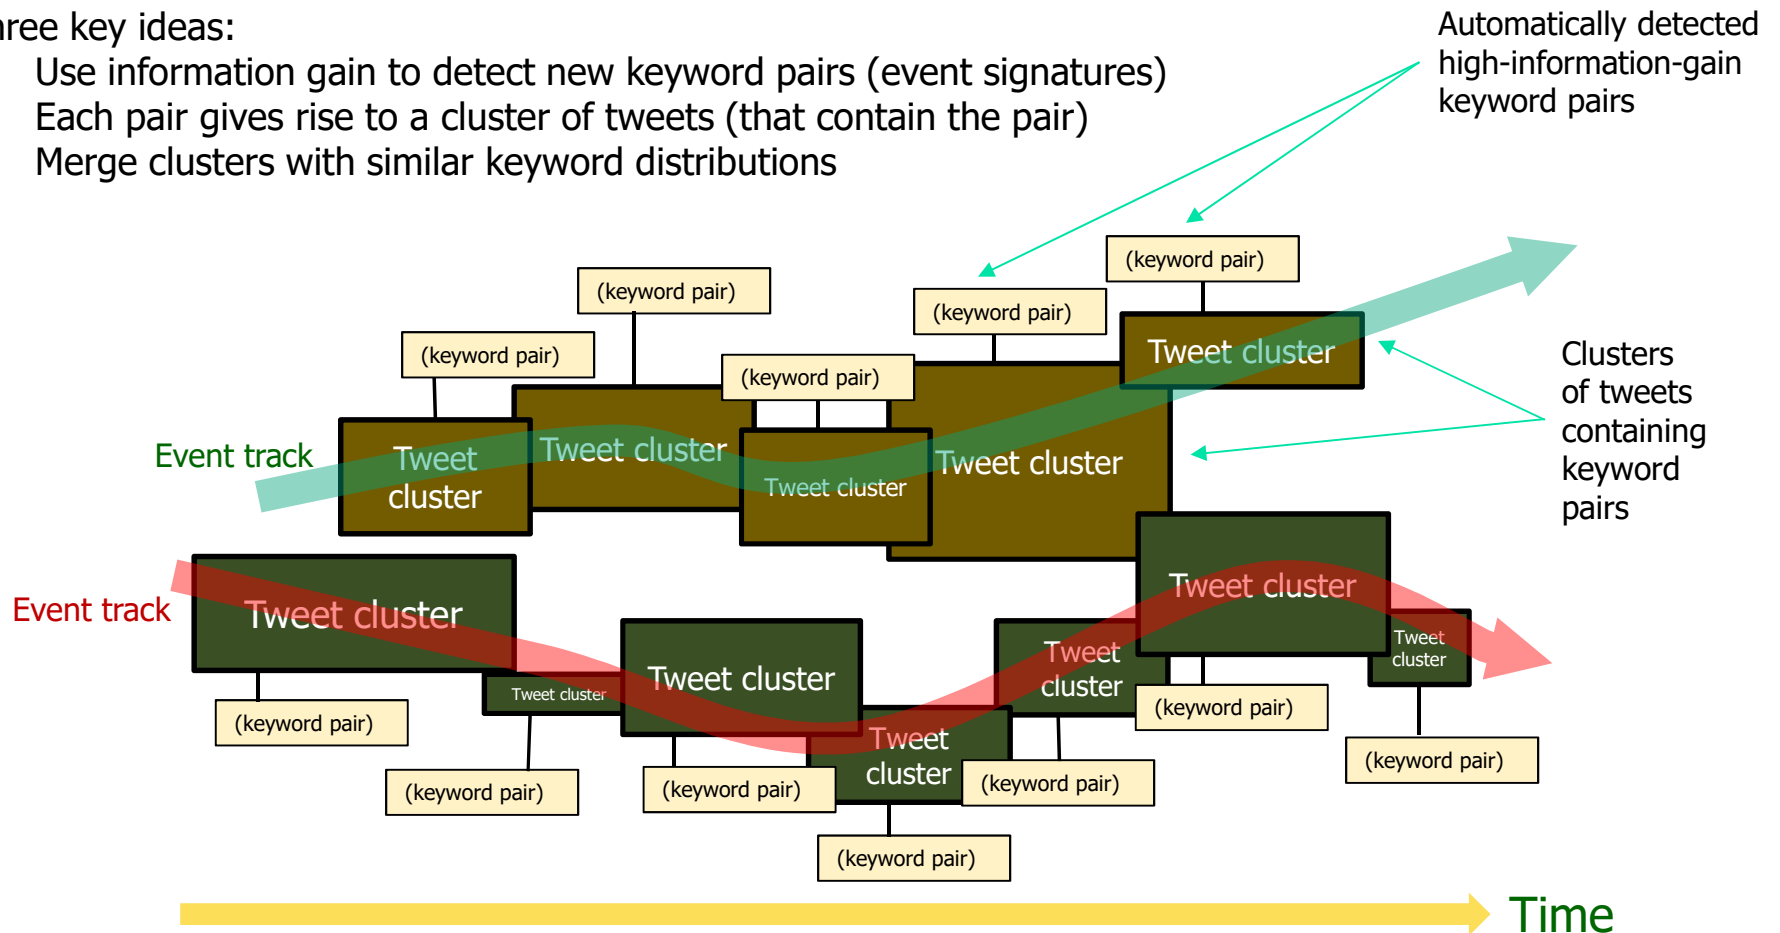 hree key ideas:
Use information gain to detect new keyword pairs (event signatures)
Each pair gives rise to a cluster of tweets (that contain the pair)
Merge clusters with similar keyword distributions
Automatically detected
high-information-gain
keyword pairs
(keyword pair)
(keyword pair)
(keyword pair)
(keyword pair)
(keyword pair)
Tweet cluster
Clusters
of tweets
containing
keyword
pairs
Event track
Tweet
cluster
Tweet cluster
Tweet cluster
Tweet cluster
Event track
Tweet cluster
Tweet cluster
Tweet cluster
Tweet
cluster
Tweet
cluster
Tweet cluster
Tweet
cluster
(keyword pair)
(keyword pair)
(keyword pair)
(keyword pair)
(keyword pair)
(keyword pair)
(keyword pair)
Time